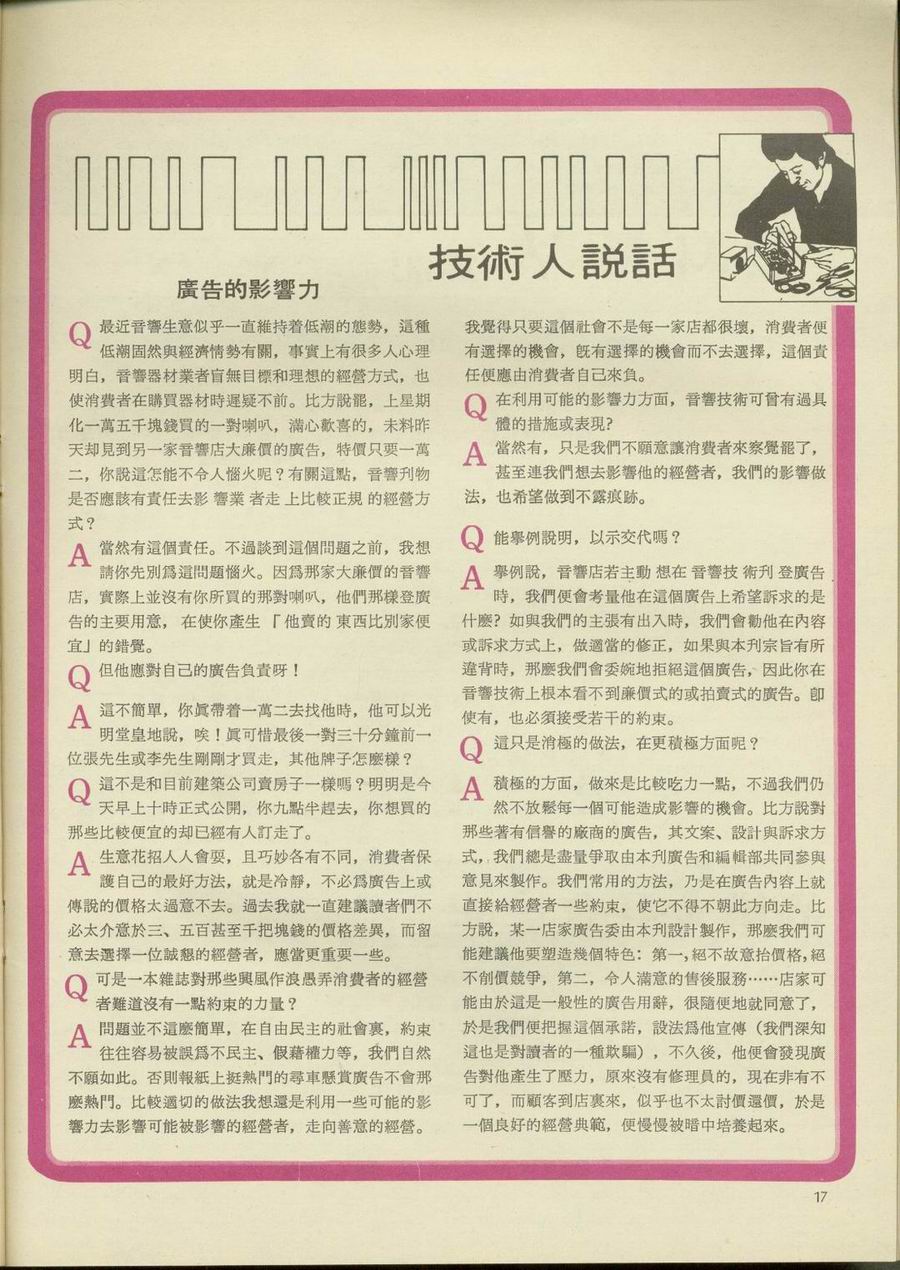 技術人説話
廣告的影響力
Q 最近音響生意似乎一直維持着低潮的態勢，這種
低潮固然與經濟情勢有關，事實上有很多人心理
明白，音響器材業者盲無目標和理想的經營方式，也
使消費者在購買器材時遲疑不前。比方說罷，上星期
化一萬五千塊錢買的一對喇叭，滿心歡喜的，未料昨
天却見到另一家音響店大廉價的廣告，特價只要一萬
二，你說這怎能不令人惱火呢？有關這點，音響刋物
是否應該有責任去影響業者走上比較正規的經營方
式？
A 當然有這個責任。不過談到這個問題之前，我想
請你先別爲這問題惱火。因爲那家大廉價的音響
店，實際上並沒有你所買的那對喇叭，他們那樣登廣
告的主要用意，在使你產生「他賣的東西比別家便
宜」的錯覺。
Q 但他應對自己的廣告負責呀！
A 這不簡單，你眞帶着一萬二去找他時，他可以光
明堂皇地說，唉！眞可惜最後一對三十分鐘前一
位張先生或李先生剛剛才買走，其他牌子怎麽樣？
Q 這不是和目前建築公司賣房子一樣嗎？明明是今
天早上十時正式公開，你九點半趕去，你想買的
那些比較便宜的却已經有人訂走了。
A 生意花招人人會耍，且巧妙各有不同，消費者保
護自己的最好方法，就是冷靜，不必爲廣告上或
傳說的價格太過意不去。過去我就一直建議讀者們不
必太介意於三、五百甚至千把塊錢的價格差異，而留
意去選擇一位誠懇的經營者，應當更重要一些。
Q 可是一本雜誌對那些興風作浪愚弄消費者的經營
者難道沒有一點約束的力量？
A 問題並不這麽簡單，在自由民主的社會裏，約束
往往容易被誤爲不民主、假藉權力等，我們自然
不願如此。否則報紙上挺熱門的尋車懸賞廣告不會那
麽熱門。比較適切的做法我想還是利用一些可能的影
響力去影響可能被影響的經營者，走向善意的經營。
我覺得只要這個社會不是每一家店都很壞，消費者便
有選擇的機會，旣有選擇的機會而不去選擇，這個責
任便應由消費者自己來負。
Q 在利用可能的影響力方面，音響技術可曾有過具
體的措施或表現?
A 當然有，只是我們不願意讓消費者來察覺罷了，
甚至連我們想去影響他的經營者，我們的影響做
法，也希望做到不露痕跡。
Q 能舉例說明，以示交代嗎？
A 舉例說，音響店若主動想在音響技術刋登廣告
時，我們便會考量他在這個廣告上希望訴求的是
什麽? 如與我們的主張有出入時，我們會勸他在內容
或訴求方式上，做適當的修正，如果與本刋宗旨有所
違背時，那麽我們會委婉地拒絕這個廣告，因此你在
音響技術上根本看不到廉價式的或拍賣式的廣告。卽
使有，也必須接受若干的約束。
Q 這只是消極的做法，在更積極方面呢？
A 積極的方面，做來是比較吃力一點，不過我們仍
然不放鬆每一個可能造成影響的機會。比方說對
那些著有信譽的廠商的廣告，其文案、設計與訴求方
式，我們總是盡量爭取由本刋廣告和編輯部共同參與
意見來製作。我們常用的方法，乃是在廣告內容上就
直接給經營者一些約束，使它不得不朝此方向走。比
方說，某一店家廣告委由本刋設計製作，那麽我們可
能建議他要塑造幾個特色：第一，絕不故意抬價格，絕
不削價競爭，第二，令人滿意的售後服務……店家可
能由於這是一般性的廣告用辭，很隨便地就同意了，
於是我們便把握這個承諾，設法爲他宣傳（我們深知
這也是對讀者的一種欺騙），不久後，他便會發現廣
告對他產生了壓力，原來沒有修理員的，現在非有不
可了，而顧客到店裏來，似乎也不太討價還價，於是
一個良好的經營典範，便慢慢被暗中培養起來。
17